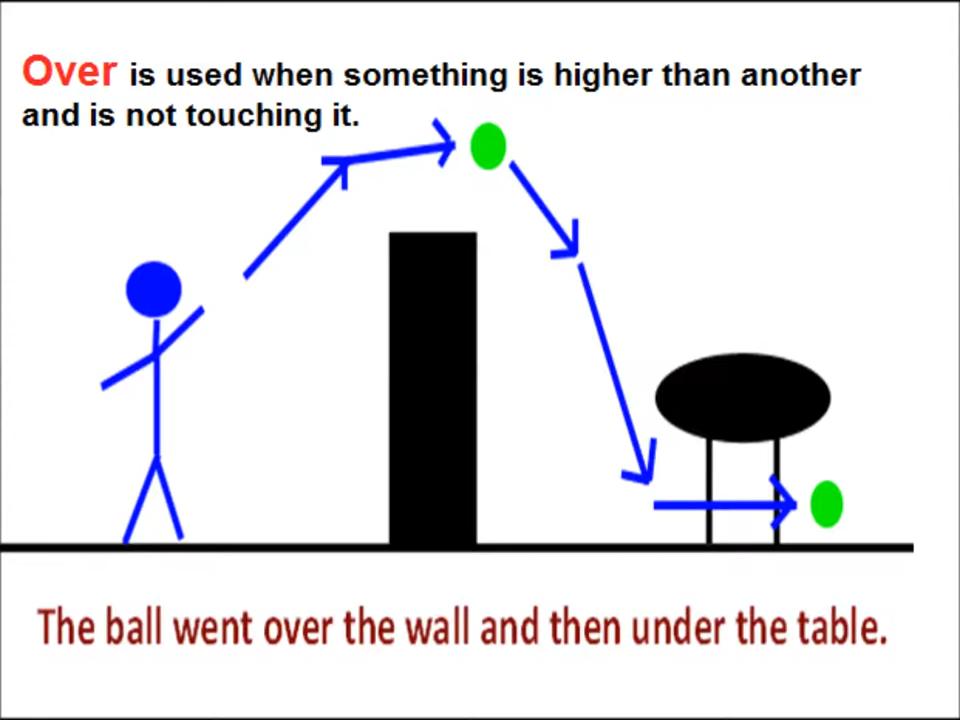 Over is used when something is higher than another
and is not touching it.
The ball went over the wall and then under the table.